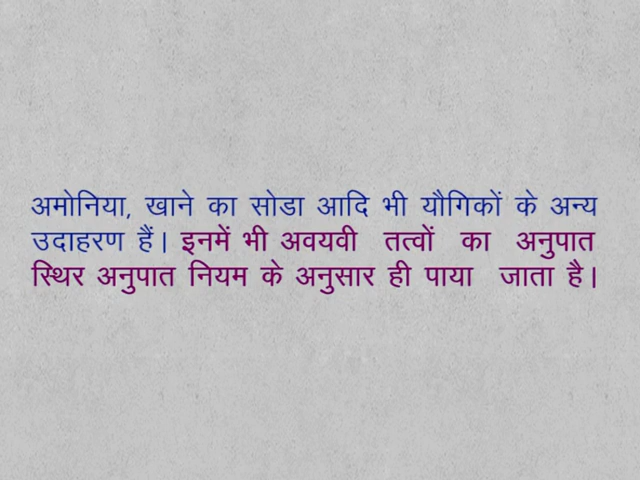 अमोनिया, खाने का सोडा आदि भी यौगिकों के अन्य
उदाहरण हैं। इनमें भी अवयवी तत्वों का अनुपात
स्थिर अनुपात नियम के अनुसार ही पाया जाता है।